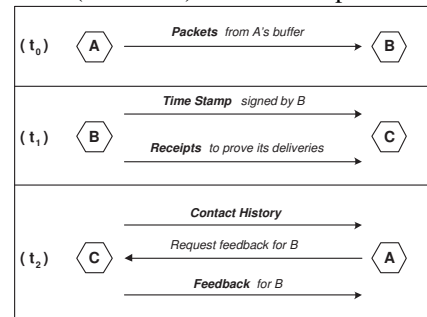 ( t0 ) A Packets from A's buffer B
Time Stamp signed by B
( t1 ) B C
Receipts to prove its deliveries
Contact History
Request feedback for B
( t2 ) C A
Feedback for B